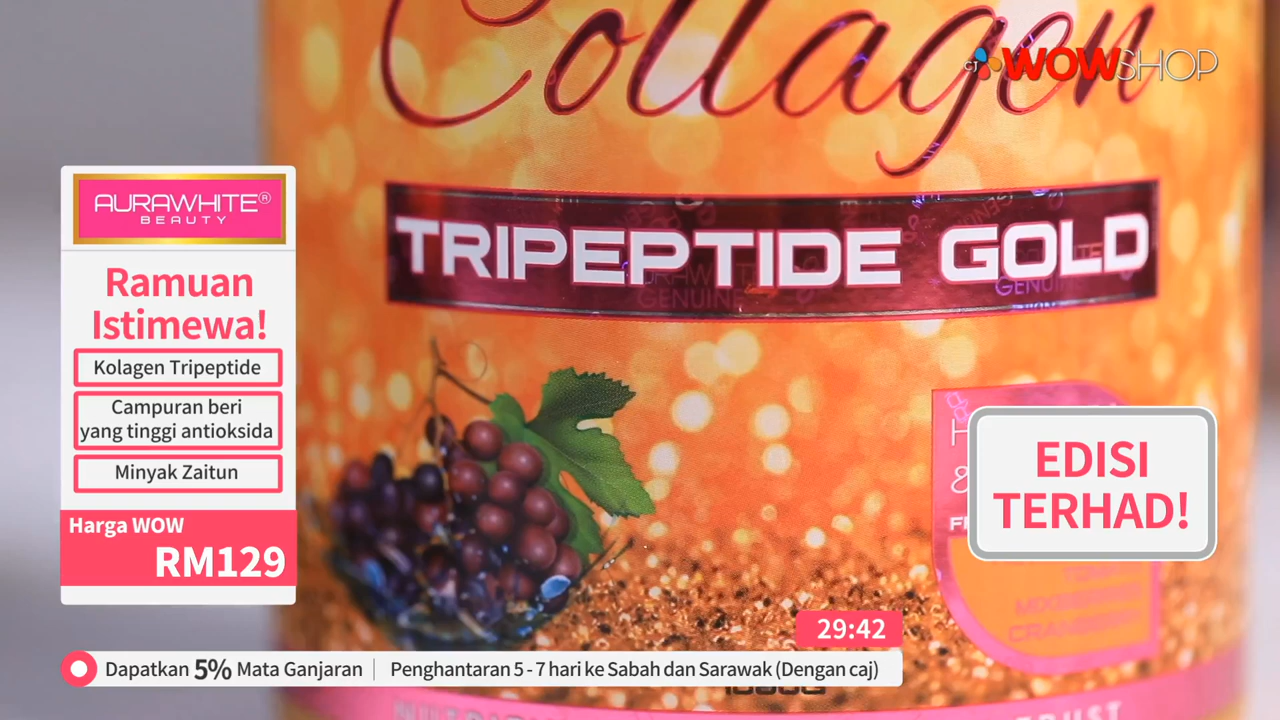 Collagen
CJ WOWSHOP
TRIPEPTIDE GOLD
AURAWHITE®
BEAUTY
Ramuan
Istimewa!
Kolagen Tripeptide
Campuran beri
yang tinggi antioksida
Minyak Zaitun
Harga WOW
RM129
EDISI
TERHAD!
29:42
Dapatkan 5% Mata Ganjaran
Penghantaran 5 - 7 hari ke Sabah dan Sarawak (Dengan caj)